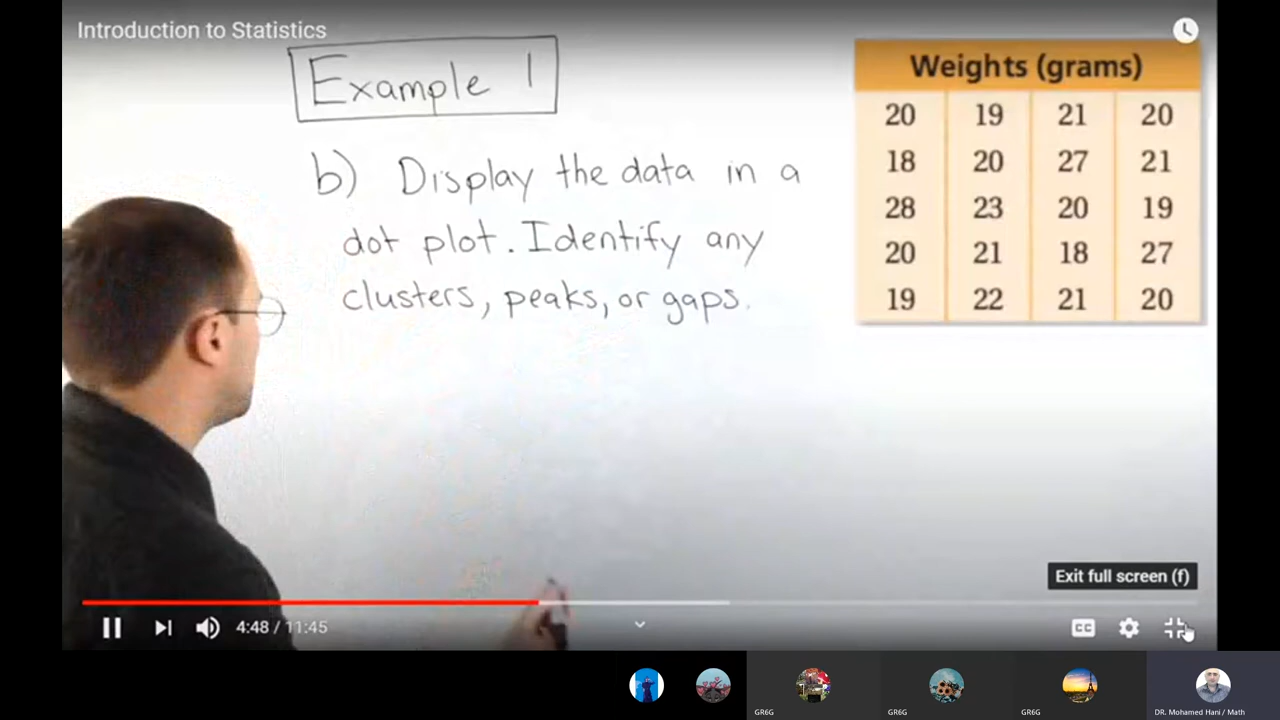 Introduction to Statistics
Example 1
b) Display the data in a
dot plot. Identify any
clusters, peaks, or gaps.
Weights (grams)
20 19 21 20
18 20 27 21
28 23 20 19
20 21 18 27
19 22 21 20
Exit full screen (f)
4:48 / 11:45
CC
GR6G
GR6G
GR6G
DR. Mohamed Hani / Math